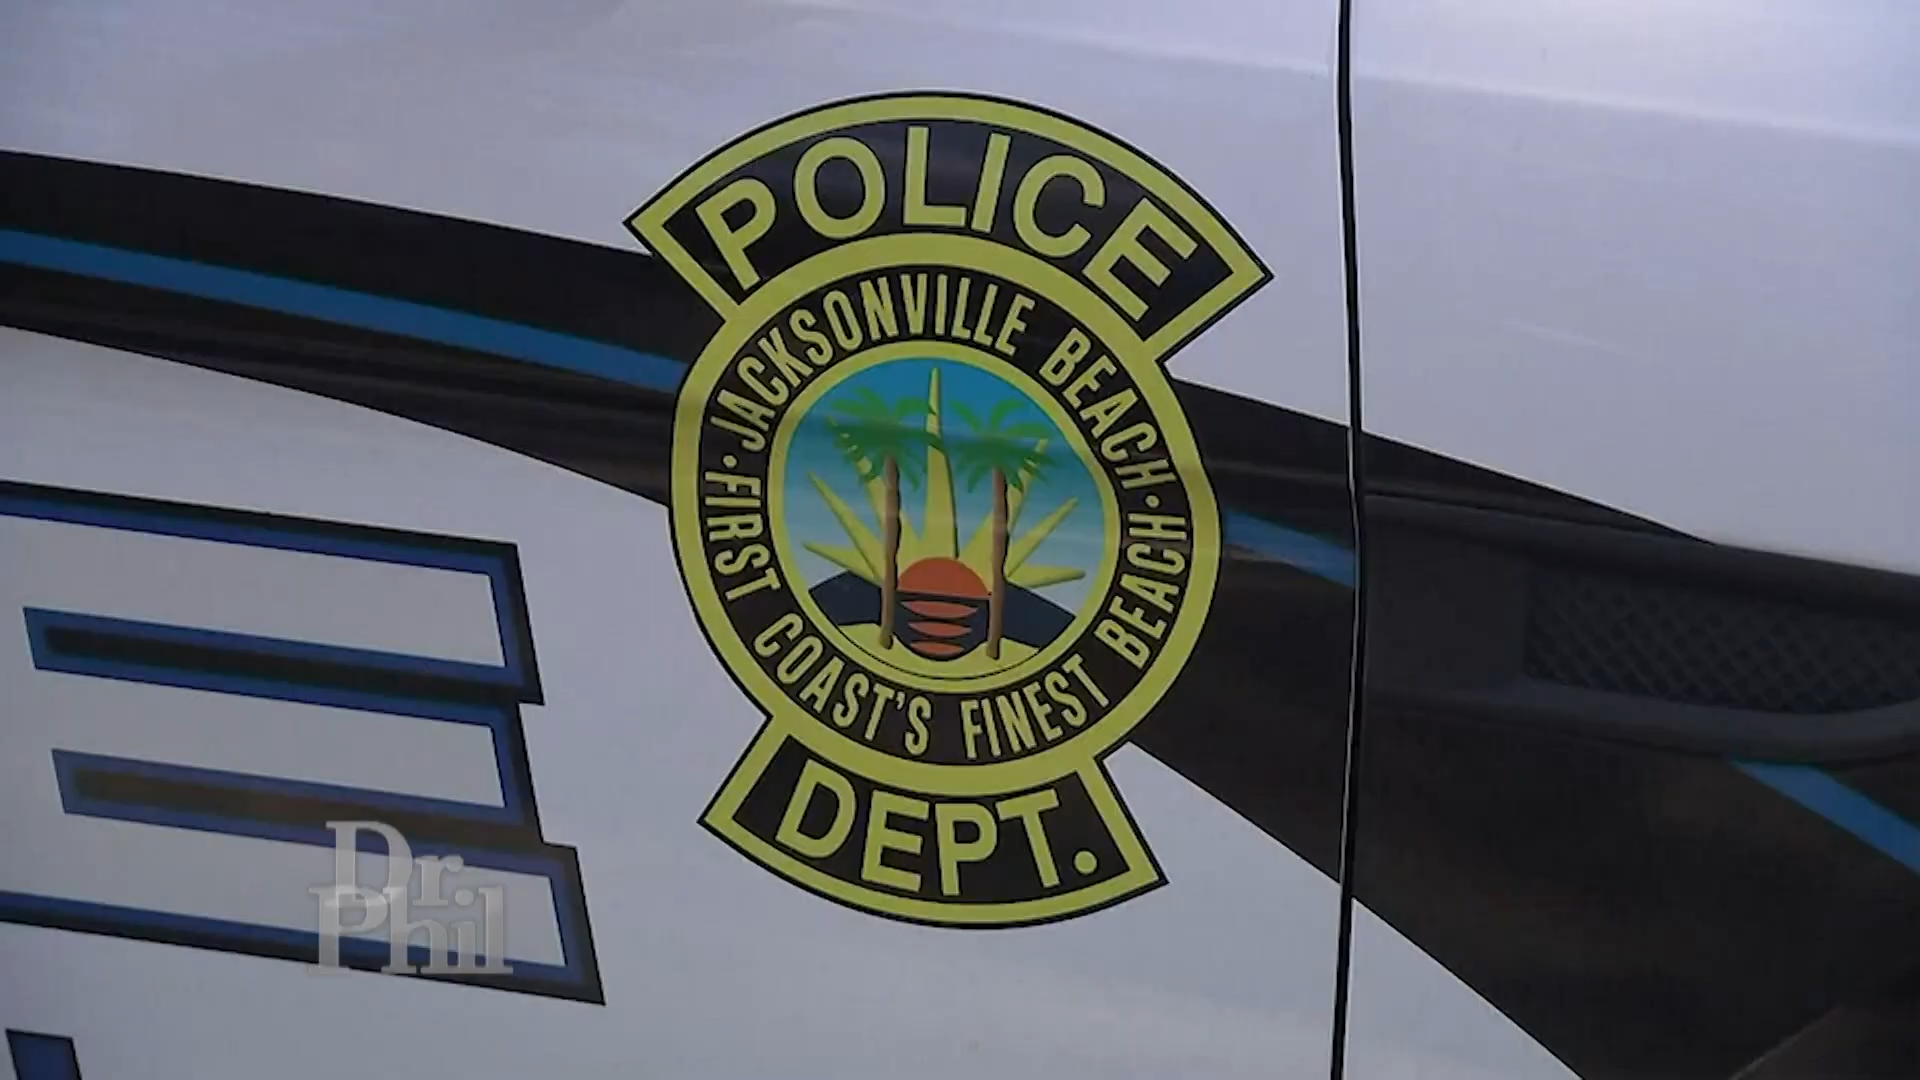 POLICE
JACKSONVILLE BEACH
FIRST COAST'S FINEST BEACH
DEPT.
Dr.
Phil